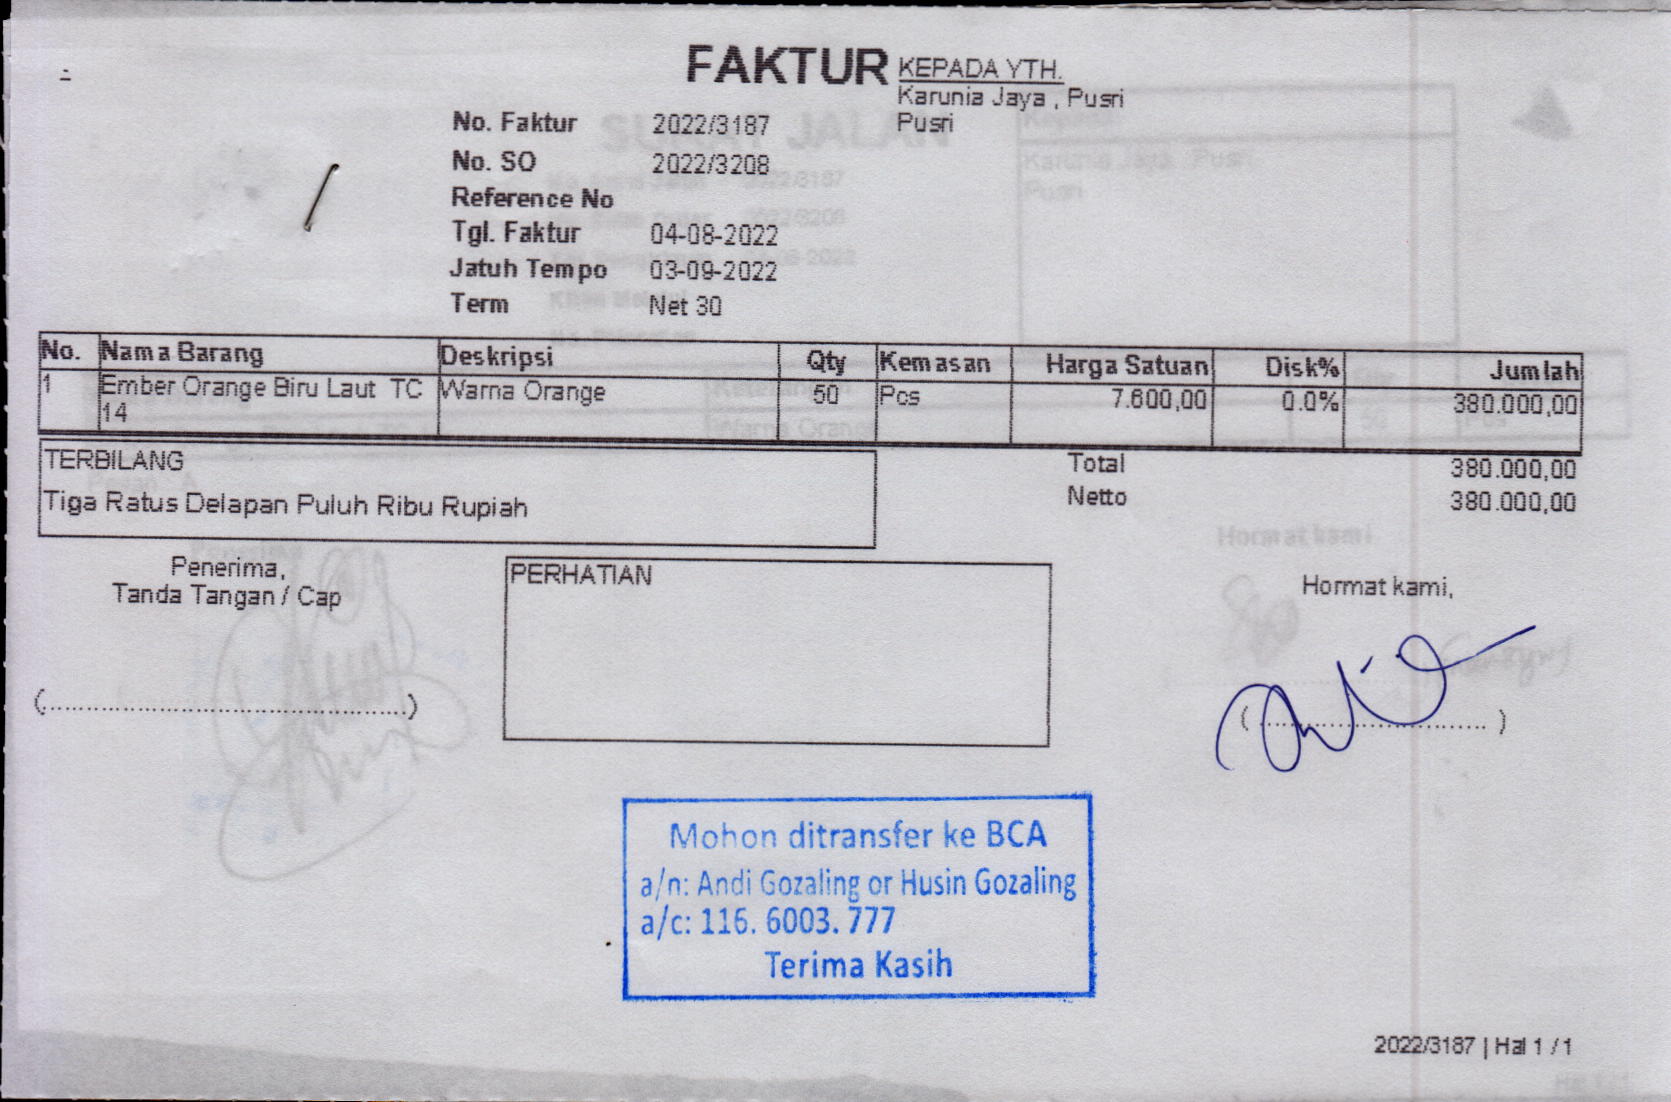 FAKTUR
KEPADA YTH.
Karunia Jaya , Pusri
Pusri
No. Faktur 2022/3187
No. SO 2022/3208
Reference No
Tgl. Faktur 04-08-2022
Jatuh Tempo 03-09-2022
Term Net 30
No. Nama Barang Deskripsi Qty Kemasan Harga Satuan Disk% Jumlah
1 Ember Orange Biru Laut TC Warna Orange 50 Pcs 7.600,00 0.0% 380.000,00
14
TERBILANG
Tiga Ratus Delapan Puluh Ribu Rupiah
Total 380.000,00
Netto 380.000,00
Penerima,
Tanda Tangan / Cap
(................................................)
PERHATIAN
Hormat kami,
( .............................. )
Mohon ditransfer ke BCA
a/n: Andi Gozaling or Husin Gozaling
a/c: 116. 6003. 777
Terima Kasih
2022/3187 | Hal 1 / 1